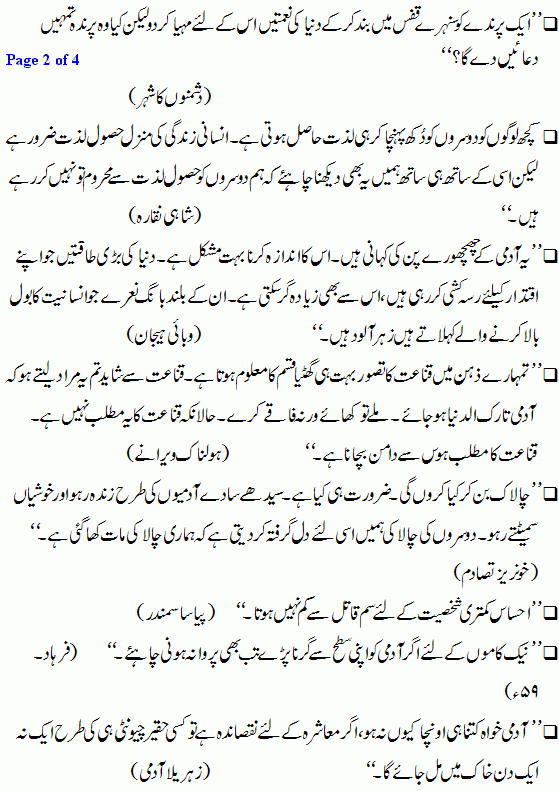 ❑ ’’ایک پرندے کو سنہرے قفس میں بند کر کے دنیا کی نعمتیں اس کے لئے مہیا کر دو لیکن کیا وہ پرندہ تمہیں
دعائیں دے گا؟‘‘
Page 2 of 4
(دشمنوں کا شہر)
❑ کچھ لوگوں کو دوسروں کو دُکھ پہنچا کر ہی لذت حاصل ہوتی ہے۔ انسانی زندگی کی منزل حصول لذت ضرور ہے
لیکن اسی کے ساتھ ہی ساتھ ہمیں یہ بھی دیکھنا چاہئے کہ ہم دوسروں کو حصول لذت سے محروم تو نہیں کر رہے
ہیں۔‘‘ (شاہی نقارہ)
❑ ’’یہ آدمی کے چھچھورے پن کی کہانی ہیں۔ اس کا اندازہ کرنا بہت مشکل ہے۔ دنیا کی بڑی طاقتیں جو اپنے
اقتدار کیلئے رسہ کشی کر رہی ہیں، اس سے بھی زیادہ گر سکتی ہے۔ ان کے بلند بانگ نعرے جو انسانیت کا بول
بالا کرنے والے کہلاتے ہیں زہر آلود ہیں۔‘‘ (وبائی ہیجان)
❑ ’’تمہارے ذہن میں قناعت کا تصور بہت ہی گھٹیا قسم کا معلوم ہوتا ہے۔ قناعت سے شاید تم یہ مراد لیتے ہو کہ
آدمی تارک الدنیا ہو جائے۔ ملے تو کھائے ورنہ فاقے کرے۔ حالانکہ قناعت کا یہ مطلب نہیں ہے۔
قناعت کا مطلب ہوس سے دامن بچانا ہے۔‘‘ (ہولناک ویرانے)
❑ ’’چالاک بن کر کیا کروں گی۔ ضرورت ہی کیا ہے۔ سیدھے سادے آدمیوں کی طرح زندہ رہو اور خوشیاں
سمیٹتے رہو۔ دوسروں کی چالاکی ہمیں اسی لئے دل گرفتہ کر دیتی ہے کہ ہماری چالاکی مات کھا گئی ہے۔‘‘
(خونریز تصادم)
❑ ’’احساس کمتری شخصیت کے لئے سم قاتل سے کم نہیں ہوتا۔‘‘ (پیاسا سمندر)
❑ ’’نیک کاموں کے لئے اگر آدمی کو اپنی سطح سے گرنا پڑے تب بھی پروا نہ ہونی چاہئے۔‘‘ (فرہاد۔
۵۹ء)
❑ ’’آدمی خواہ کتنا ہی اونچا کیوں نہ ہو، اگر معاشرہ کے لئے نقصاندہ ہے تو کسی حقیر چیونٹی ہی کی طرح ایک نہ
ایک دن خاک میں مل جائے گا۔‘‘ (زہریلا آدمی)